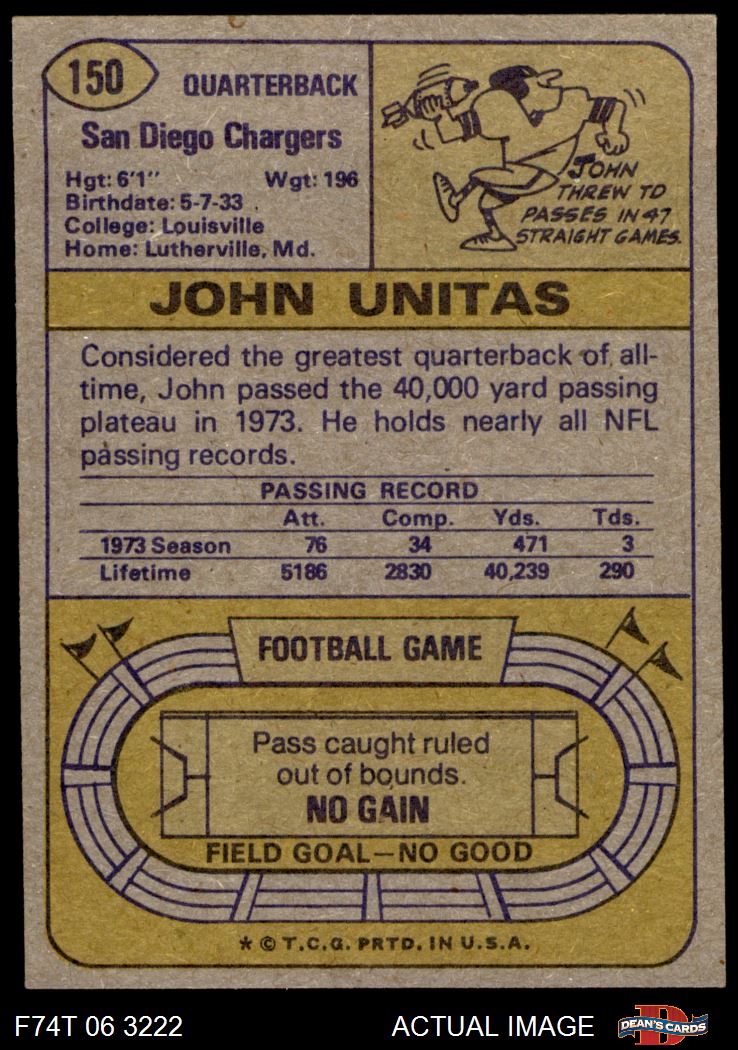 150
QUARTERBACK
San Diego Chargers
Hgt: 6'1" Wgt: 196
Birthdate: 5-7-33
College: Louisville
Home: Lutherville, Md.
JOHN
THREW TD
PASSES IN 47
STRAIGHT GAMES.
JOHN UNITAS
Considered the greatest quarterback of all-
time, John passed the 40,000 yard passing
plateau in 1973. He holds nearly all NFL
passing records.
PASSING RECORD
Att. Comp. Yds. Tds.
1973 Season 76 34 471 3
Lifetime 5186 2830 40,239 290
FOOTBALL GAME
Pass caught ruled
out of bounds.
NO GAIN
FIELD GOAL—NO GOOD
* © T.C.G. PRTD. IN U.S.A.
F74T 06 3222 ACTUAL IMAGE
D
DEAN'S CARDS